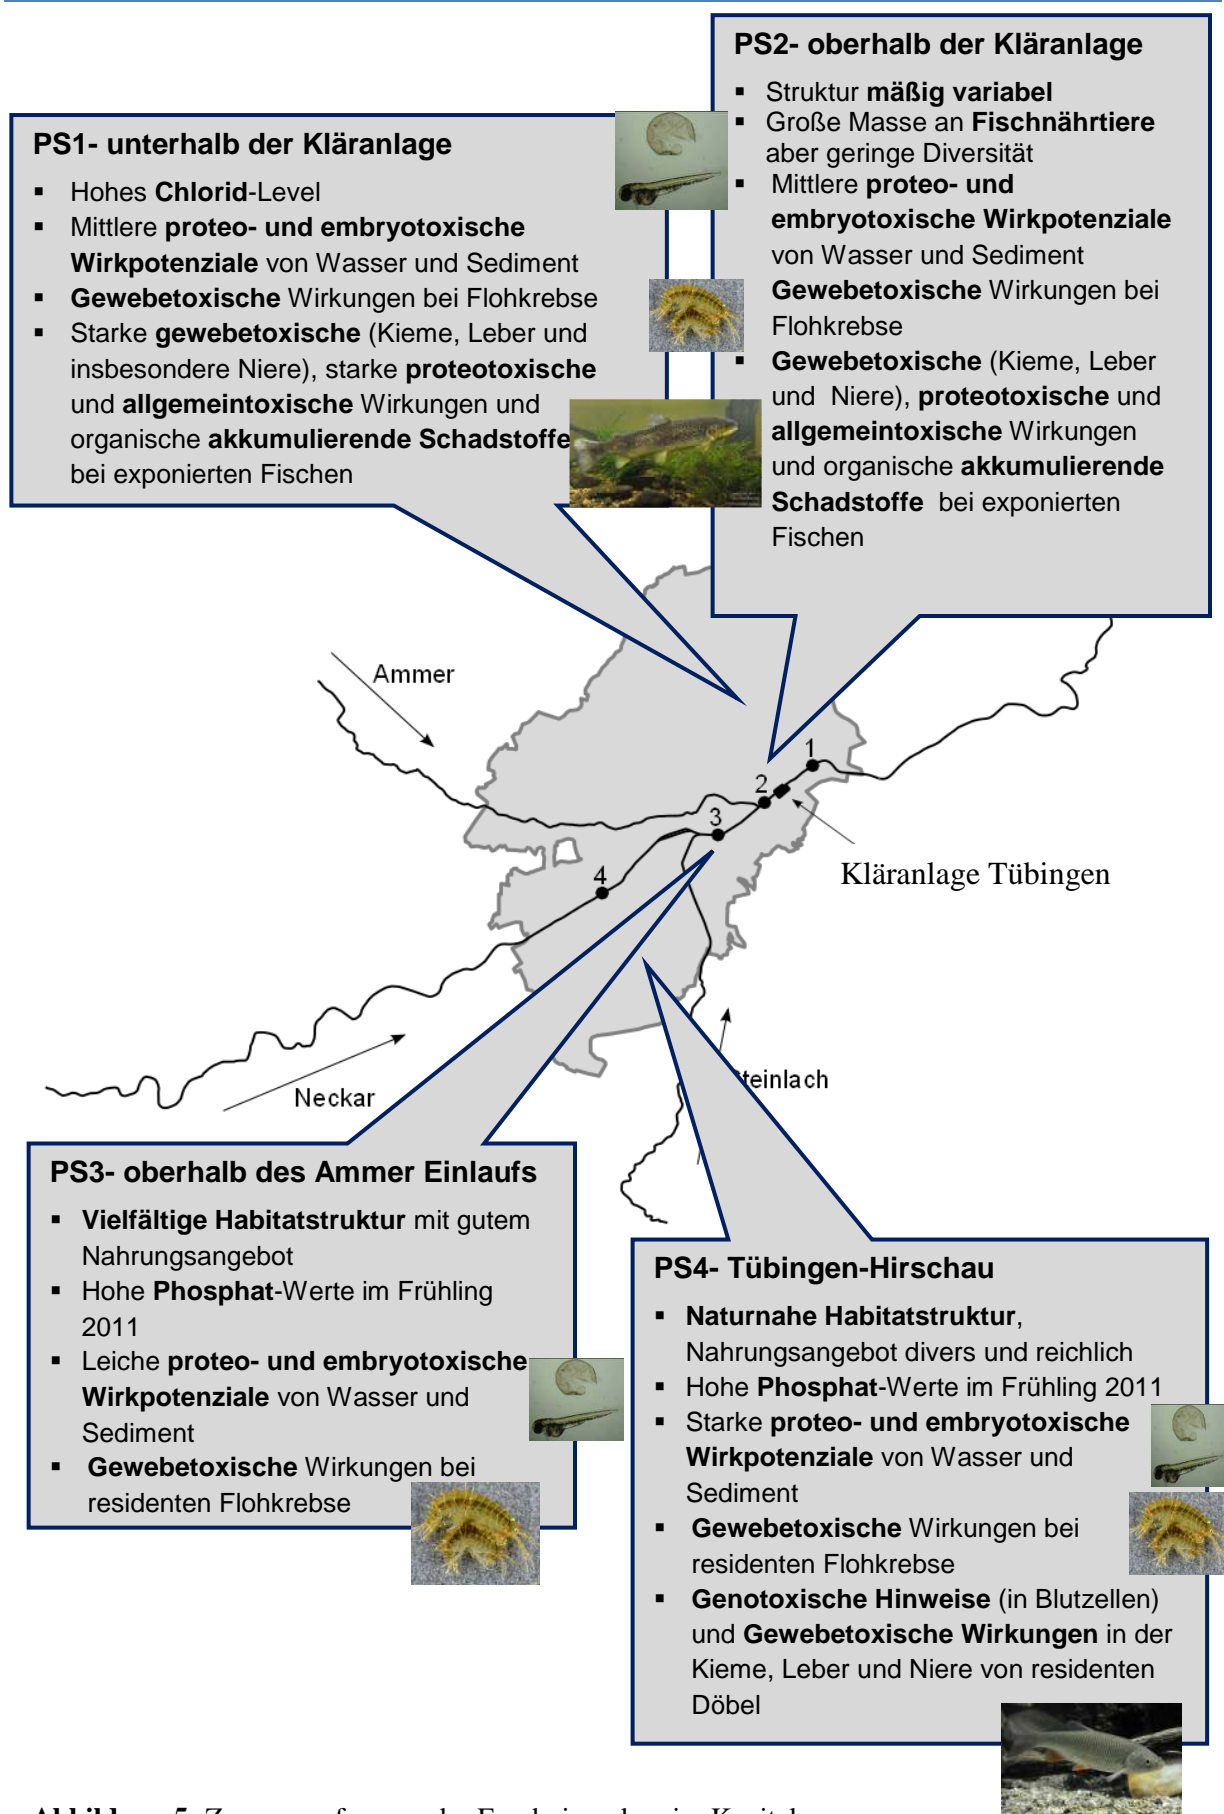 PS2- oberhalb der Kläranlage
▪ Struktur mäßig variabel
▪ Große Masse an Fischnährtiere
aber geringe Diversität
▪ Mittlere proteo- und
embryotoxische Wirkpotenziale
von Wasser und Sediment
Gewebetoxische Wirkungen bei
Flohkrebse
▪ Gewebetoxische (Kieme, Leber
und Niere), proteotoxische und
allgemeintoxische Wirkungen
und organische akkumulierende
Schadstoffe bei exponierten
Fischen
PS1- unterhalb der Kläranlage
▪ Hohes Chlorid-Level
▪ Mittlere proteo- und embryotoxische
Wirkpotenziale von Wasser und Sediment
▪ Gewebetoxische Wirkungen bei Flohkrebse
▪ Starke gewebetoxische (Kieme, Leber und
insbesondere Niere), starke proteotoxische
und allgemeintoxische Wirkungen und
organische akkumulierende Schadstoffe
bei exponierten Fischen
Ammer
1
2
3
4
Kläranlage Tübingen
Neckar
teinlach
PS3- oberhalb des Ammer Einlaufs
▪ Vielfältige Habitatstruktur mit gutem
Nahrungsangebot
▪ Hohe Phosphat-Werte im Frühling
2011
▪ Leiche proteo- und embryotoxische
Wirkpotenziale von Wasser und
Sediment
▪ Gewebetoxische Wirkungen bei
residenten Flohkrebse
PS4- Tübingen-Hirschau
▪ Naturnahe Habitatstruktur,
Nahrungsangebot divers und reichlich
▪ Hohe Phosphat-Werte im Frühling 2011
▪ Starke proteo- und embryotoxische
Wirkpotenziale von Wasser und
Sediment
▪ Gewebetoxische Wirkungen bei
residenten Flohkrebse
▪ Genotoxische Hinweise (in Blutzellen)
und Gewebetoxische Wirkungen in der
Kieme, Leber und Niere von residenten
Döbel